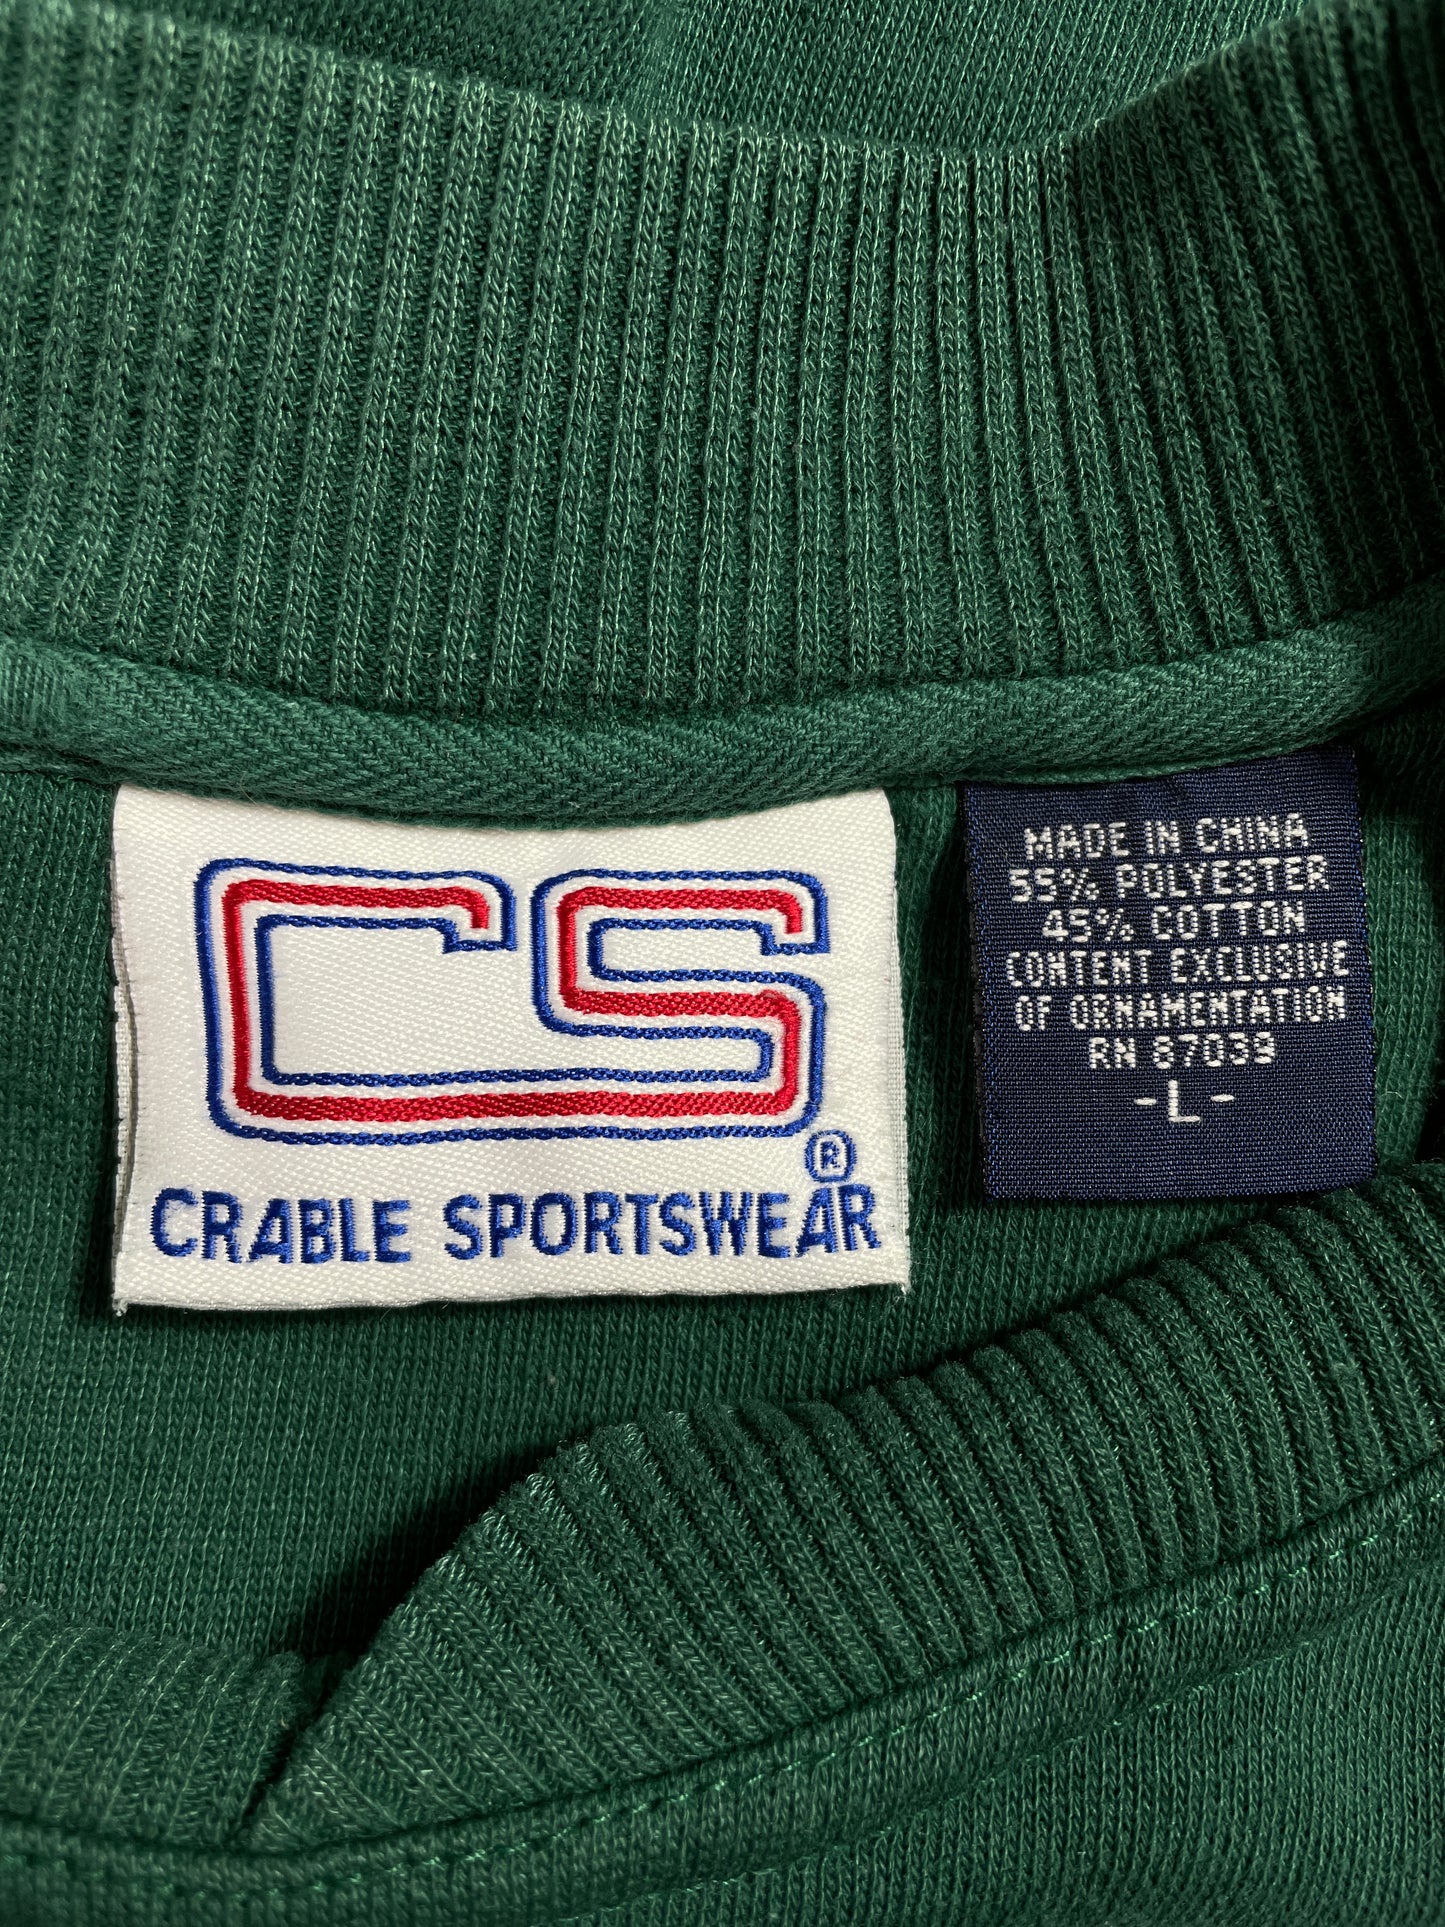 CS
®
CRABLE SPORTSWEAR
MADE IN CHINA
55% POLYESTER
45% COTTON
CONTENT EXCLUSIVE
OF ORNAMENTATION
RN 87039
-L-